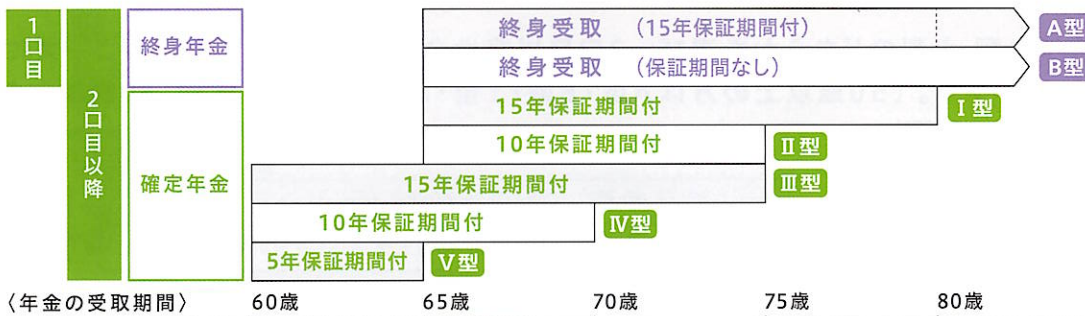 1口目
2口目以降
終身年金
終身受取 (15年保証期間付)
A型
終身受取 (保証期間なし)
B型
確定年金
15年保証期間付
Ⅰ型
10年保証期間付
Ⅱ型
15年保証期間付
Ⅲ型
10年保証期間付
Ⅳ型
5年保証期間付
Ⅴ型
〈年金の受取期間〉 60歳 65歳 70歳 75歳 80歳